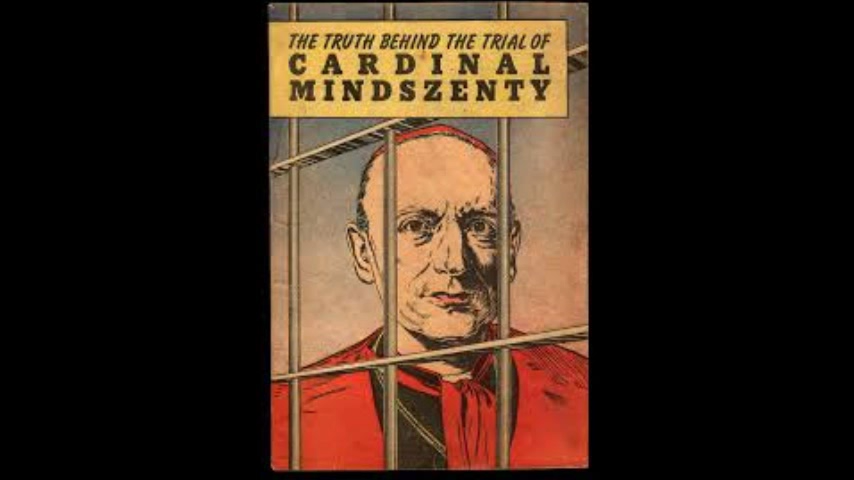 THE TRUTH BEHIND THE TRIAL OF
CARDINAL
MINDSZENTY